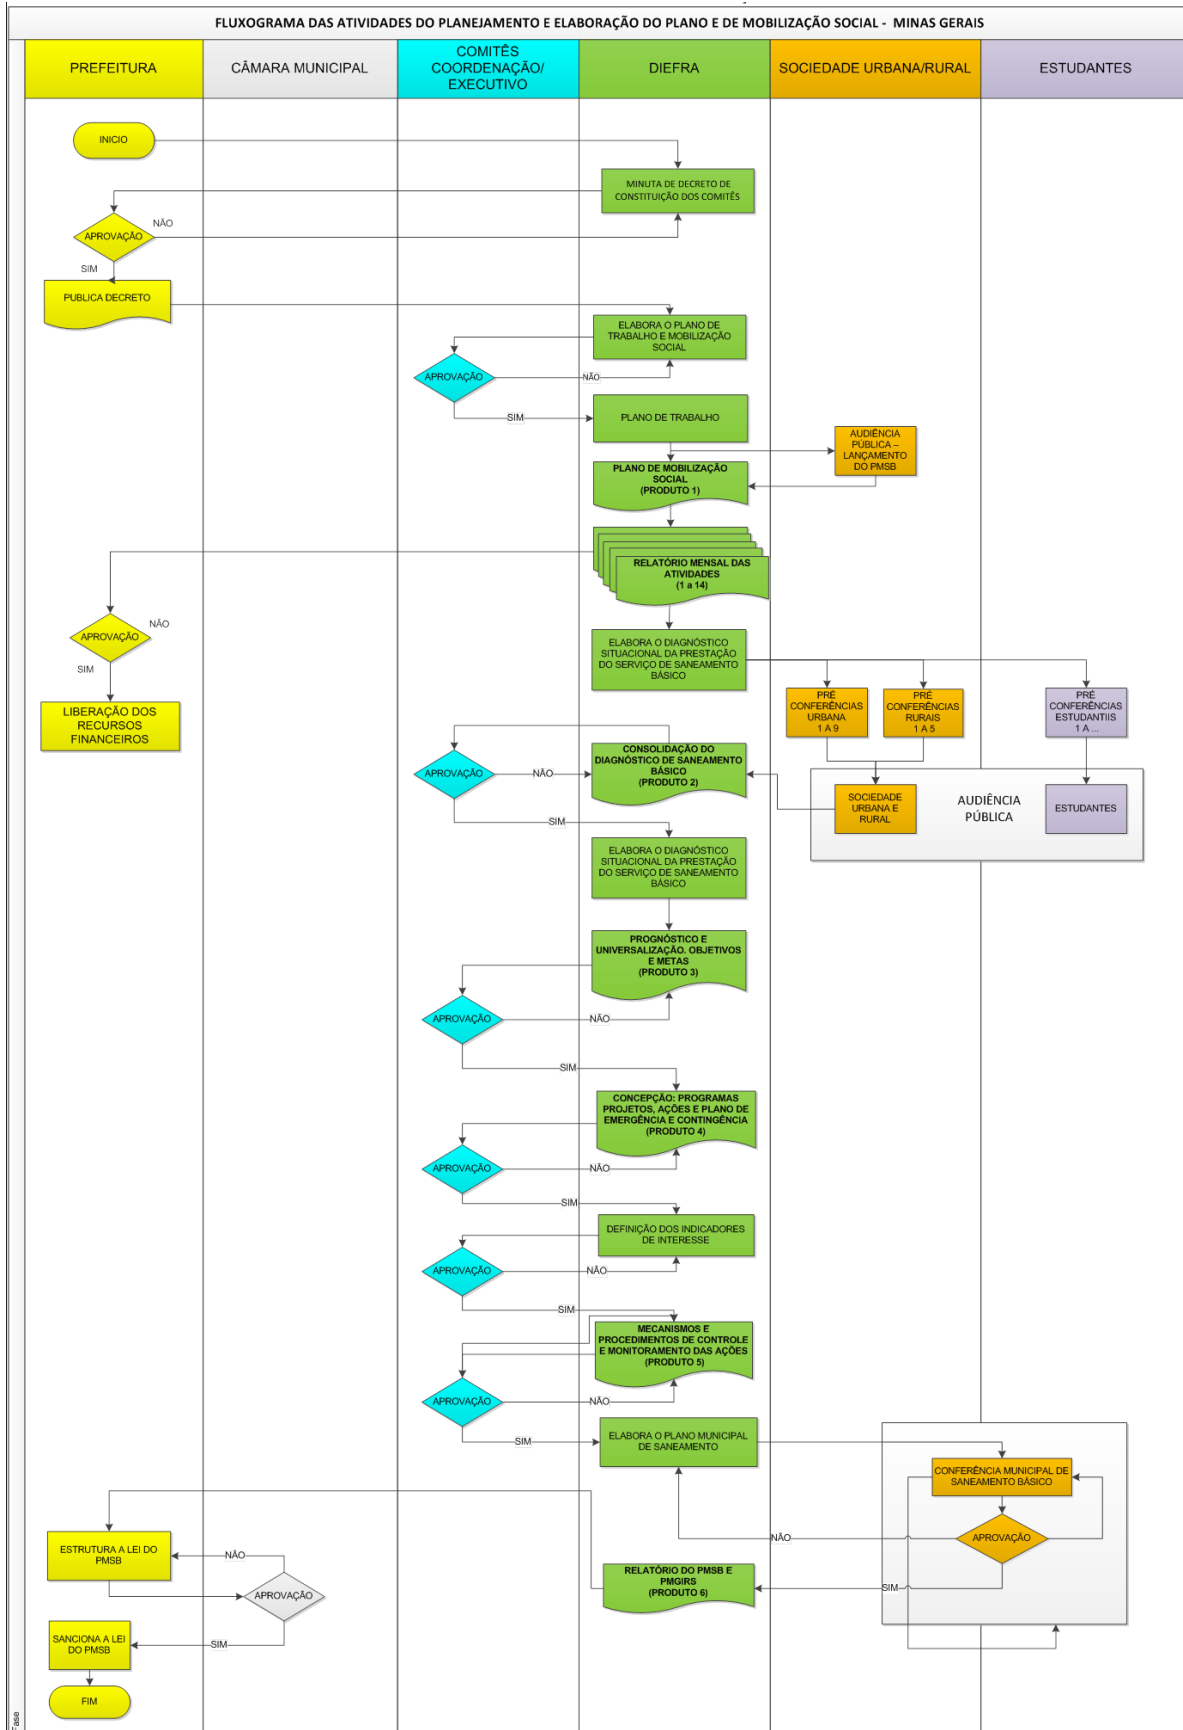 FLUXOGRAMA DAS ATIVIDADES DO PLANEJAMENTO E ELABORAÇÃO DO PLANO E DE MOBILIZAÇÃO SOCIAL - MINAS GERAIS
PREFEITURA
CÂMARA MUNICIPAL
COMITÊS
COORDENAÇÃO/
EXECUTIVO
DIEFRA
SOCIEDADE URBANA/RURAL
ESTUDANTES
INICIO
MINUTA DE DECRETO DE
CONSTITUIÇÃO DOS COMITÊS
APROVAÇÃO
NÃO
SIM
PUBLICA DECRETO
ELABORA O PLANO DE
TRABALHO E MOBILIZAÇÃO
SOCIAL
APROVAÇÃO
NÃO
SIM
PLANO DE TRABALHO
AUDIÊNCIA
PÚBLICA –
LANÇAMENTO
DO PMSB
PLANO DE MOBILIZAÇÃO
SOCIAL
(PRODUTO 1)
RELATÓRIO MENSAL DAS
ATIVIDADES
(1 a 14)
APROVAÇÃO
NÃO
SIM
LIBERAÇÃO DOS
RECURSOS
FINANCEIROS
ELABORA O DIAGNÓSTICO
SITUACIONAL DA PRESTAÇÃO
DO SERVIÇO DE SANEAMENTO
BÁSICO
PRÉ
CONFERÊNCIAS
URBANA
1 A 9
PRÉ
CONFERÊNCIAS
RURAIS
1 A 5
PRÉ
CONFERÊNCIAS
ESTUDANTIIS
1 A ...
CONSOLIDAÇÃO DO
DIAGNÓSTICO DE SANEAMENTO
BÁSICO
(PRODUTO 2)
APROVAÇÃO
NÃO
SIM
SOCIEDADE
URBANA E
RURAL
AUDIÊNCIA
PÚBLICA
ESTUDANTES
ELABORA O DIAGNÓSTICO
SITUACIONAL DA PRESTAÇÃO
DO SERVIÇO DE SANEAMENTO
BÁSICO
PROGNÓSTICO E
UNIVERSALIZAÇÃO. OBJETIVOS
E METAS
(PRODUTO 3)
APROVAÇÃO
NÃO
SIM
CONCEPÇÃO: PROGRAMAS
PROJETOS, AÇÕES E PLANO DE
EMERGÊNCIA E CONTINGÊNCIA
(PRODUTO 4)
APROVAÇÃO
NÃO
SIM
DEFINIÇÃO DOS INDICADORES
DE INTERESSE
APROVAÇÃO
NÃO
SIM
MECANISMOS E
PROCEDIMENTOS DE CONTROLE
E MONITORAMENTO DAS AÇÕES
(PRODUTO 5)
APROVAÇÃO
NÃO
SIM
ELABORA O PLANO MUNICIPAL
DE SANEAMENTO
CONFERÊNCIA MUNICIPAL DE
SANEAMENTO BÁSICO
APROVAÇÃO
NÃO
SIM
RELATÓRIO DO PMSB E
PMGIRS
(PRODUTO 6)
ESTRUTURA A LEI DO
PMSB
NÃO
APROVAÇÃO
SIM
SANCIONA A LEI
DO PMSB
FIM
Fase